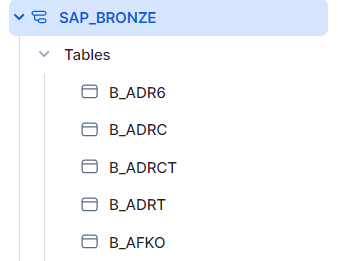 SAP_BRONZE
Tables
B_ADR6
B_ADRC
B_ADRCT
B_ADRT
B_AFKO